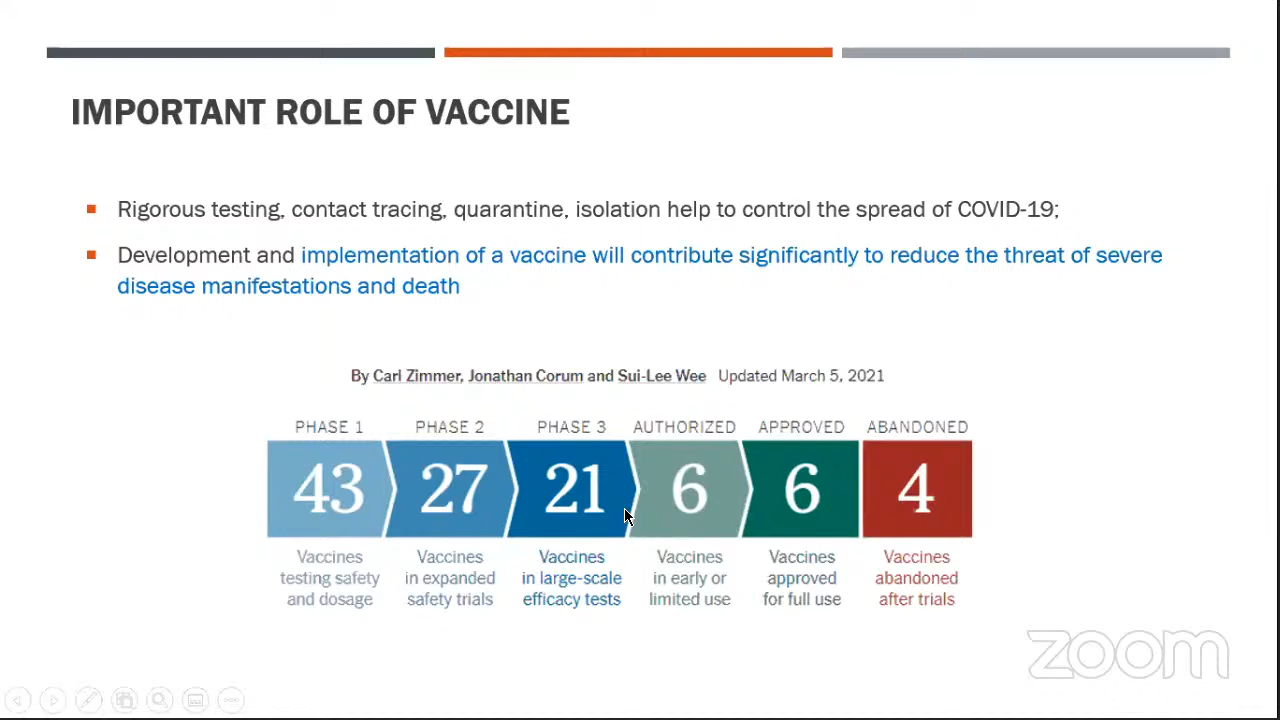 IMPORTANT ROLE OF VACCINE
Rigorous testing, contact tracing, quarantine, isolation help to control the spread of COVID-19;
Development and implementation of a vaccine will contribute significantly to reduce the threat of severe
disease manifestations and death
By Carl Zimmer, Jonathan Corum and Sui-Lee Wee Updated March 5, 2021
PHASE 1 PHASE 2 PHASE 3 AUTHORIZED APPROVED ABANDONED
43 27 21 6 6 4
Vaccines Vaccines Vaccines Vaccines Vaccines Vaccines
testing safety in expanded in large-scale in early or approved abandoned
and dosage safety trials efficacy tests limited use for full use after trials
zoom